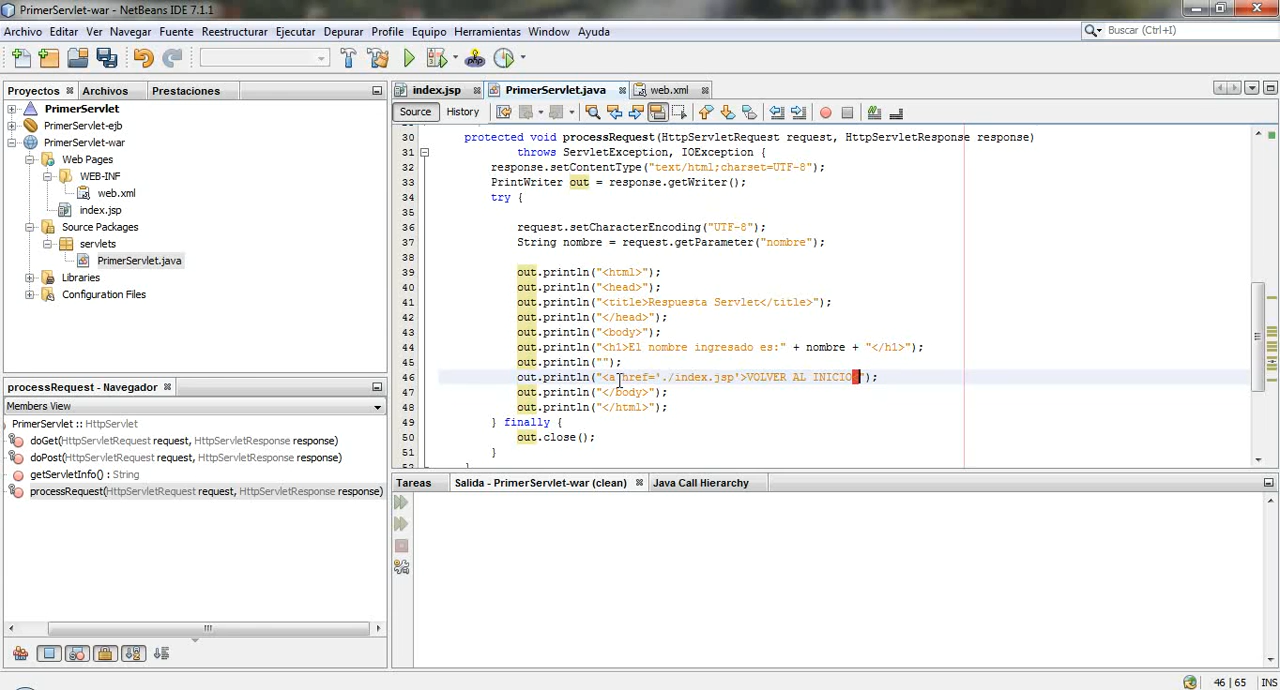 PrimerServlet-war - NetBeans IDE 7.1.1
Archivo Editar Ver Navegar Fuente Reestructurar Ejecutar Depurar Profile Equipo Herramientas Window Ayuda
Buscar (Ctrl+I)
Proyectos Archivos Prestaciones
PrimerServlet
PrimerServlet-ejb
PrimerServlet-war
Web Pages
WEB-INF
web.xml
index.jsp
Source Packages
servlets
PrimerServlet.java
Libraries
Configuration Files
processRequest - Navegador
Members View
PrimerServlet :: HttpServlet
doGet(HttpServletRequest request, HttpServletResponse response)
doPost(HttpServletRequest request, HttpServletResponse response)
getServletInfo() : String
processRequest(HttpServletRequest request, HttpServletResponse response)
index.jsp PrimerServlet.java web.xml
Source History
30 protected void processRequest(HttpServletRequest request, HttpServletResponse response)
31 throws ServletException, IOException {
32 response.setContentType("text/html;charset=UTF-8");
33 PrintWriter out = response.getWriter();
34 try {
35
36 request.setCharacterEncoding("UTF-8");
37 String nombre = request.getParameter("nombre");
38
39 out.println("<html>");
40 out.println("<head>");
41 out.println("<title>Respuesta Servlet</title>");
42 out.println("</head>");
43 out.println("<body>");
44 out.println("<h1>El nombre ingresado es:" + nombre + "</h1>");
45 out.println("");
46 out.println("<a href='./index.jsp'>VOLVER AL INICIO<");
47 out.println("</body>");
48 out.println("</html>");
49 } finally {
50 out.close();
51 }
Tareas Salida - PrimerServlet-war (clean) Java Call Hierarchy
46 | 65 INS